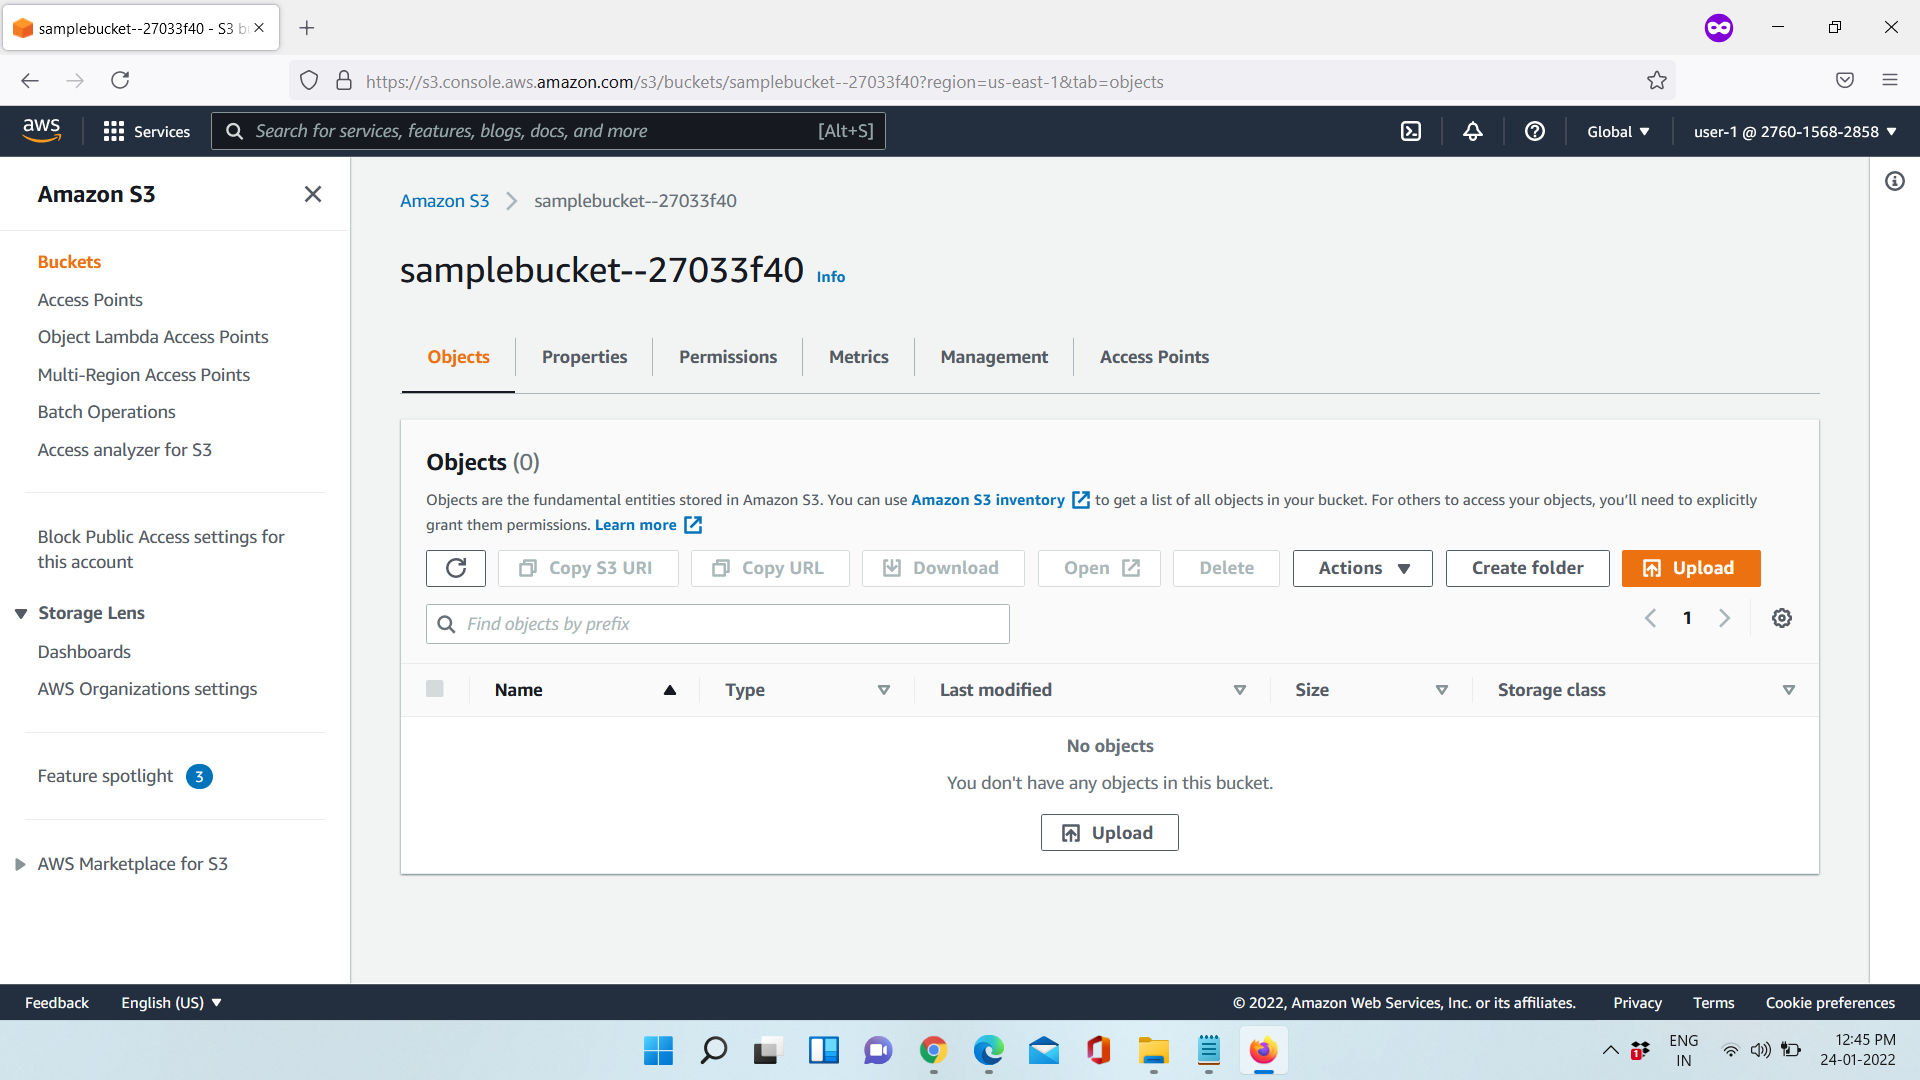 samplebucket--27033f40 - S3 b
https://s3.console.aws.amazon.com/s3/buckets/samplebucket--27033f40?region=us-east-1&tab=objects
aws
Services
Search for services, features, blogs, docs, and more
[Alt+S]
Global
user-1 @ 2760-1568-2858
Amazon S3
Buckets
Access Points
Object Lambda Access Points
Multi-Region Access Points
Batch Operations
Access analyzer for S3
Block Public Access settings for
this account
Storage Lens
Dashboards
AWS Organizations settings
Feature spotlight 3
AWS Marketplace for S3
Amazon S3 samplebucket--27033f40
samplebucket--27033f40 Info
Objects Properties Permissions Metrics Management Access Points
Objects (0)
Objects are the fundamental entities stored in Amazon S3. You can use Amazon S3 inventory to get a list of all objects in your bucket. For others to access your objects, you'll need to explicitly
grant them permissions. Learn more
Copy S3 URI Copy URL Download Open Delete Actions Create folder Upload
Find objects by prefix
1
Name Type Last modified Size Storage class
No objects
You don't have any objects in this bucket.
Upload
Feedback English (US)
© 2022, Amazon Web Services, Inc. or its affiliates. Privacy Terms Cookie preferences
1
ENG
IN
12:45 PM
24-01-2022